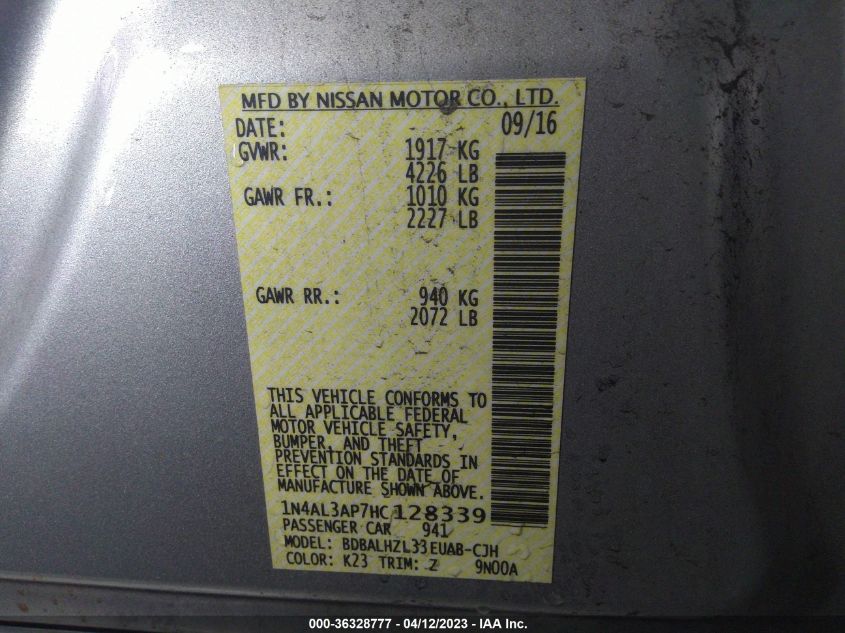 MFD BY NISSAN MOTOR CO., LTD.
DATE: 09/16
GVWR: 1917 KG
4226 LB
GAWR FR.: 1010 KG
2227 LB
GAWR RR.: 940 KG
2072 LB
THIS VEHICLE CONFORMS TO
ALL APPLICABLE FEDERAL
MOTOR VEHICLE SAFETY,
BUMPER, AND THEFT
PREVENTION STANDARDS IN
EFFECT ON THE DATE OF
MANUFACTURE SHOWN ABOVE.
1N4AL3AP7HC128339
PASSENGER CAR 941
MODEL: BDBALHZL33EUAB-CJH
COLOR: K23 TRIM: Z 9N00A
000-36328777 - 04/12/2023 - IAA Inc.